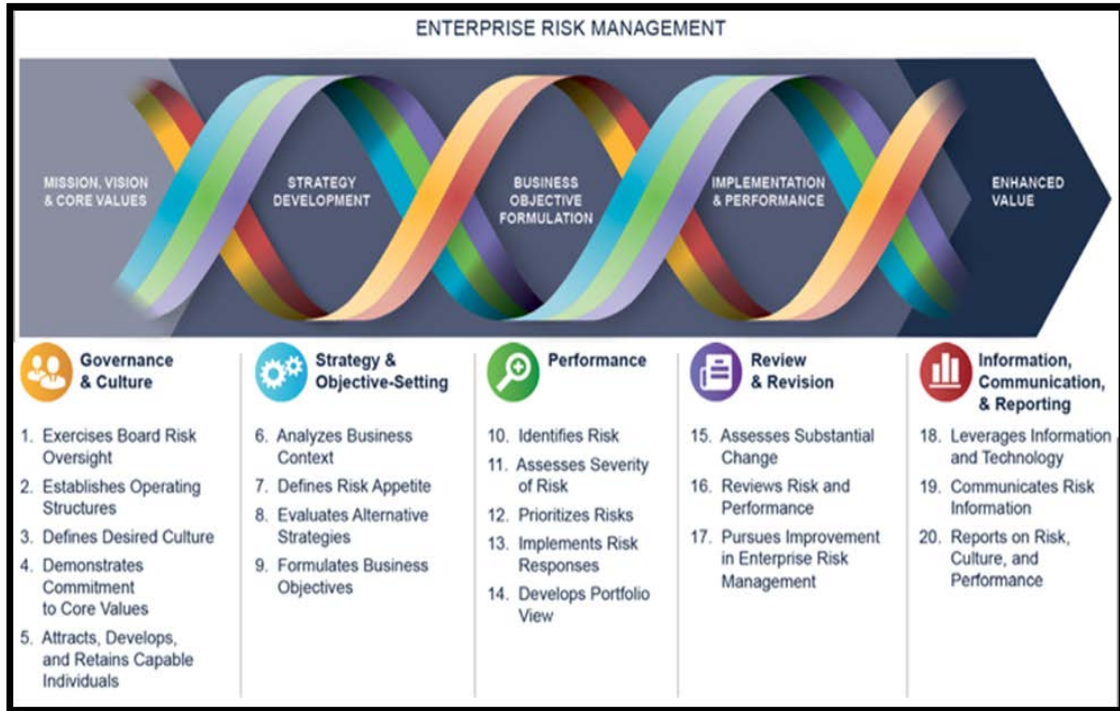 ENTERPRISE RISK MANAGEMENT
MISSION, VISION
& CORE VALUES
STRATEGY
DEVELOPMENT
BUSINESS
OBJECTIVE
FORMULATION
IMPLEMENTATION
& PERFORMANCE
ENHANCED
VALUE
Governance
& Culture
1. Exercises Board Risk
Oversight
2. Establishes Operating
Structures
3. Defines Desired Culture
4. Demonstrates
Commitment
to Core Values
5. Attracts, Develops,
and Retains Capable
Individuals
Strategy &
Objective-Setting
6. Analyzes Business
Context
7. Defines Risk Appetite
8. Evaluates Alternative
Strategies
9. Formulates Business
Objectives
Performance
10. Identifies Risk
11. Assesses Severity
of Risk
12. Prioritizes Risks
13. Implements Risk
Responses
14. Develops Portfolio
View
Review
& Revision
15. Assesses Substantial
Change
16. Reviews Risk and
Performance
17. Pursues Improvement
in Enterprise Risk
Management
Information,
Communication,
& Reporting
18. Leverages Information
and Technology
19. Communicates Risk
Information
20. Reports on Risk,
Culture, and
Performance